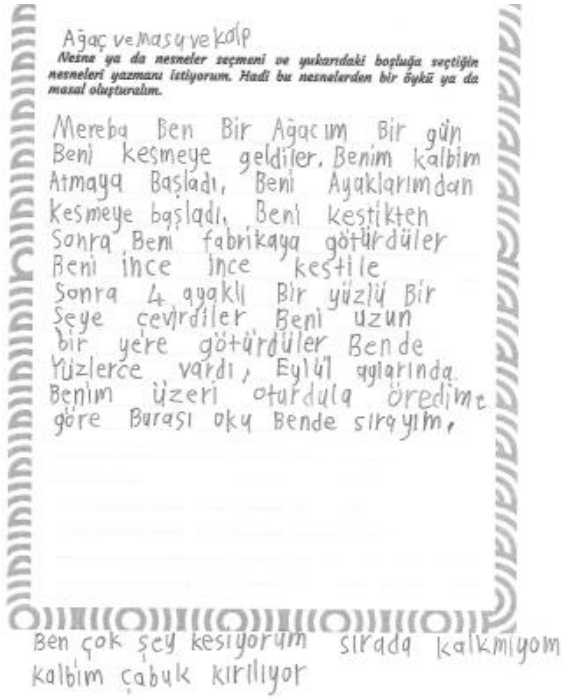 Ağaç ve masa ve kalp
Nesne ya da nesneler seçmeni ve yukarıdaki boşluğa seçtiğin
nesneleri yazmanı istiyorum. Hadi bu nesnelerden bir öykü ya da
masal oluşturalım.
Mereba Ben Bir Ağacım Bir gün
Beni kesmeye geldiler. Benim kalbim
Atmaya Başladı, Beni Ayaklarımdan
kesmeye başladı, Beni kestikten
Sonra Beni fabrikaya götürdüler
Beni ince ince kestile
Sonra 4 ayaklı Bir yüzlü Bir
Şeye çevirdiler Beni uzun
bir yere götürdüler Bende
Yüzlerce vardı, Eylül aylarında
Benim üzeri oturdula öredime
göre Burası oku Bende sırayım.
Ben çok şey kesiyorum sırada kalkmiyom
kalbim çabuk kırılıyor